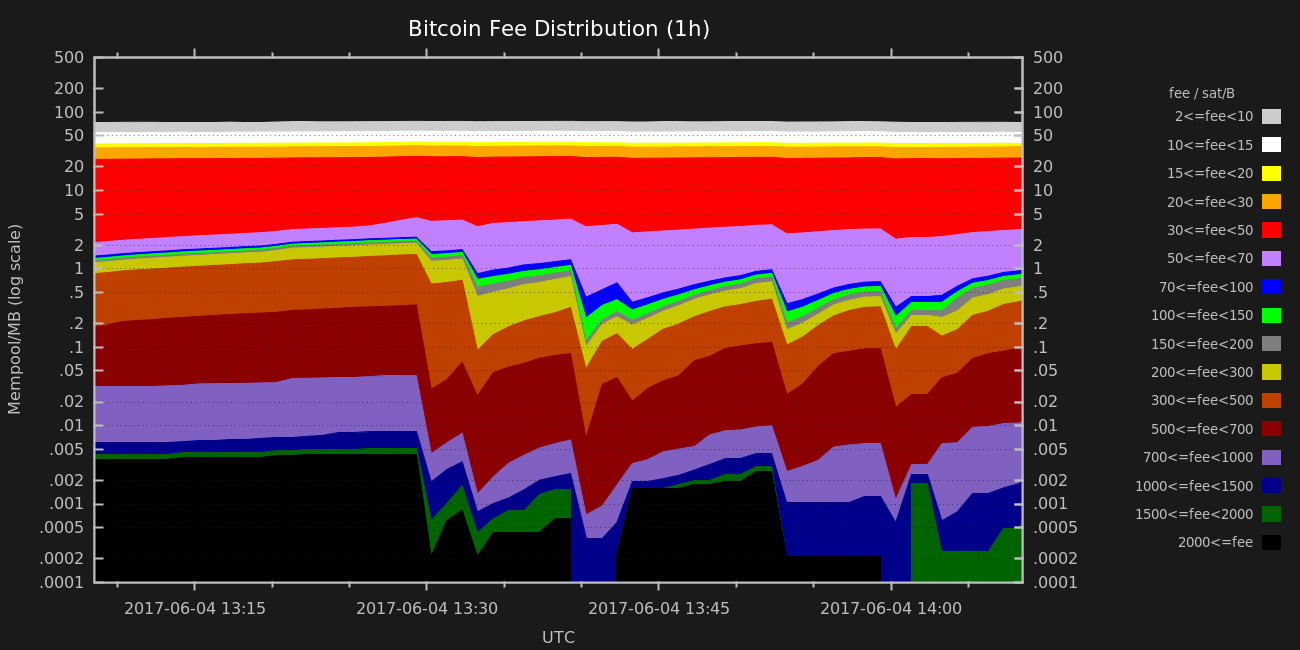 Bitcoin Fee Distribution (1h)
500 500
200 200
100 100
50 50
20 20
10 10
5 5
2 2
1 1
.5 .5
.2 .2
.1 .1
.05 .05
.02 .02
.01 .01
.005 .005
.002 .002
.001 .001
.0005 .0005
.0002 .0002
.0001 .0001
Mempool/MB (log scale)
2017-06-04 13:15 2017-06-04 13:30 2017-06-04 13:45 2017-06-04 14:00
UTC
fee / sat/B
2<=fee<10
10<=fee<15
15<=fee<20
20<=fee<30
30<=fee<50
50<=fee<70
70<=fee<100
100<=fee<150
150<=fee<200
200<=fee<300
300<=fee<500
500<=fee<700
700<=fee<1000
1000<=fee<1500
1500<=fee<2000
2000<=fee